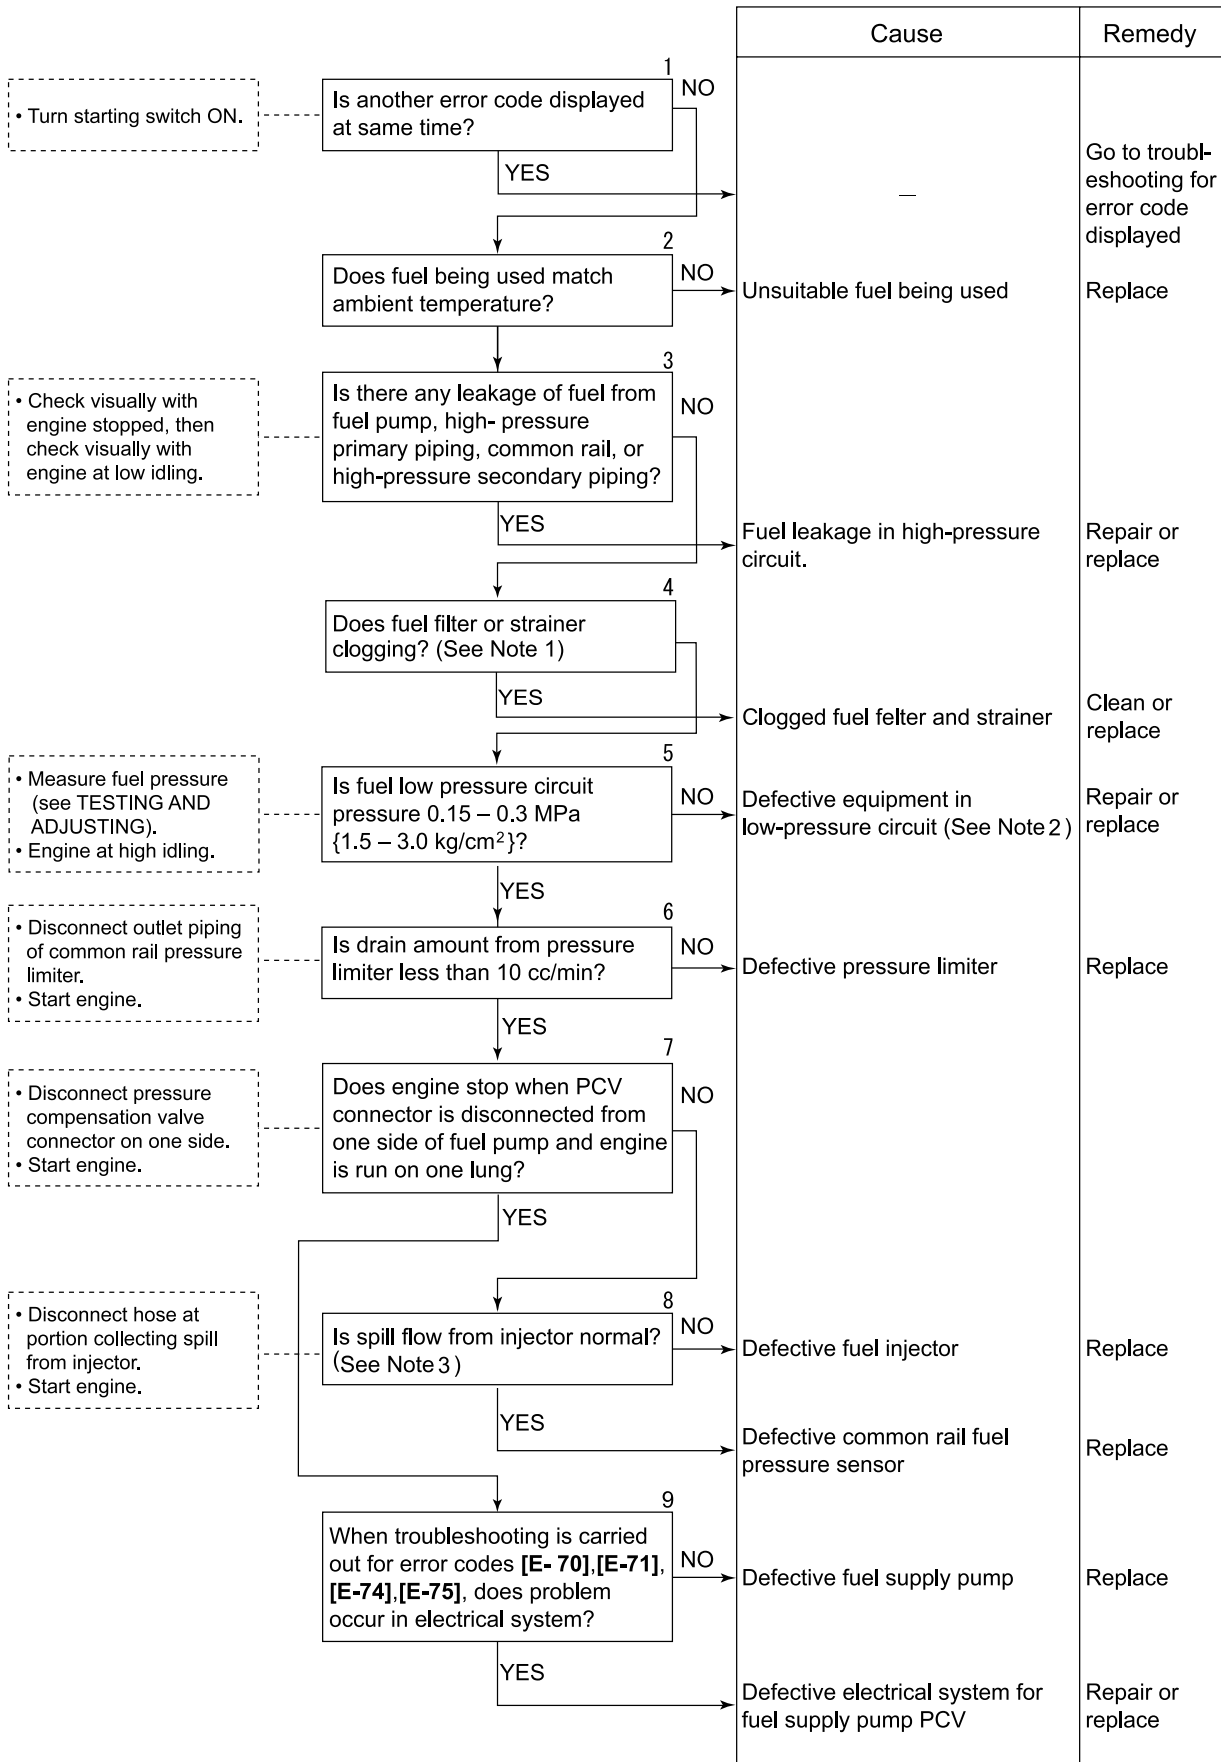 Cause
Remedy
1
NO
• Turn starting switch ON.
Is another error code displayed
at same time?
YES
—
Go to troubl-
eshooting for
error code
displayed
2
Does fuel being used match
ambient temperature?
NO
Unsuitable fuel being used
Replace
3
• Check visually with
engine stopped, then
check visually with
engine at low idling.
Is there any leakage of fuel from
fuel pump, high- pressure
primary piping, common rail, or
high-pressure secondary piping?
NO
YES
Fuel leakage in high-pressure
circuit.
Repair or
replace
4
Does fuel filter or strainer
clogging? (See Note 1)
YES
Clogged fuel felter and strainer
Clean or
replace
5
• Measure fuel pressure
(see TESTING AND
ADJUSTING).
• Engine at high idling.
Is fuel low pressure circuit
pressure 0.15 – 0.3 MPa
{1.5 – 3.0 kg/cm²}?
NO
Defective equipment in
low-pressure circuit (See Note 2)
Repair or
replace
YES
6
• Disconnect outlet piping
of common rail pressure
limiter.
• Start engine.
Is drain amount from pressure
limiter less than 10 cc/min?
NO
Defective pressure limiter
Replace
YES
7
• Disconnect pressure
compensation valve
connector on one side.
• Start engine.
Does engine stop when PCV
connector is disconnected from
one side of fuel pump and engine
is run on one lung?
NO
YES
8
• Disconnect hose at
portion collecting spill
from injector.
• Start engine.
Is spill flow from injector normal?
(See Note 3)
NO
Defective fuel injector
Replace
YES
Defective common rail fuel
pressure sensor
Replace
9
When troubleshooting is carried
out for error codes [E- 70],[E-71],
[E-74],[E-75], does problem
occur in electrical system?
NO
Defective fuel supply pump
Replace
YES
Defective electrical system for
fuel supply pump PCV
Repair or
replace